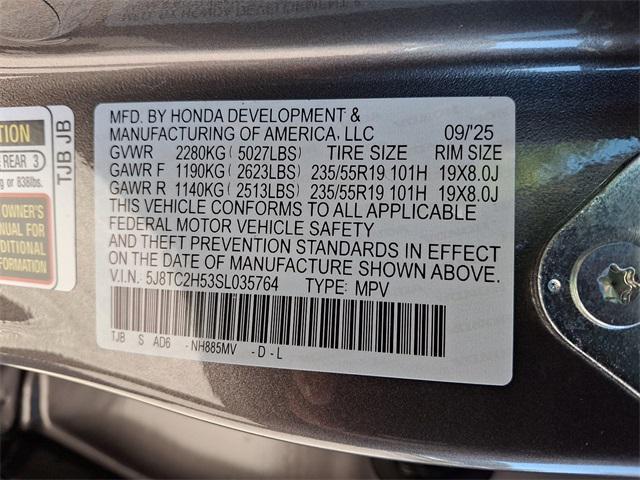 TION
REAR 3
g or 838lbs.
OWNER'S
NUAL FOR
DITIONAL
ORMATION
TJB JB
MFD. BY HONDA DEVELOPMENT &
MANUFACTURING OF AMERICA, LLC 09/'25
GVWR 2280KG ( 5027LBS) TIRE SIZE RIM SIZE
GAWR F 1190KG ( 2623LBS) 235/55R19 101H 19X8.0J
GAWR R 1140KG ( 2513LBS) 235/55R19 101H 19X8.0J
THIS VEHICLE CONFORMS TO ALL APPLICABLE
FEDERAL MOTOR VEHICLE SAFETY
AND THEFT PREVENTION STANDARDS IN EFFECT
ON THE DATE OF MANUFACTURE SHOWN ABOVE.
V.I.N. 5J8TC2H53SL035764 TYPE: MPV
TJB S AD6 -NH885MV -D-L